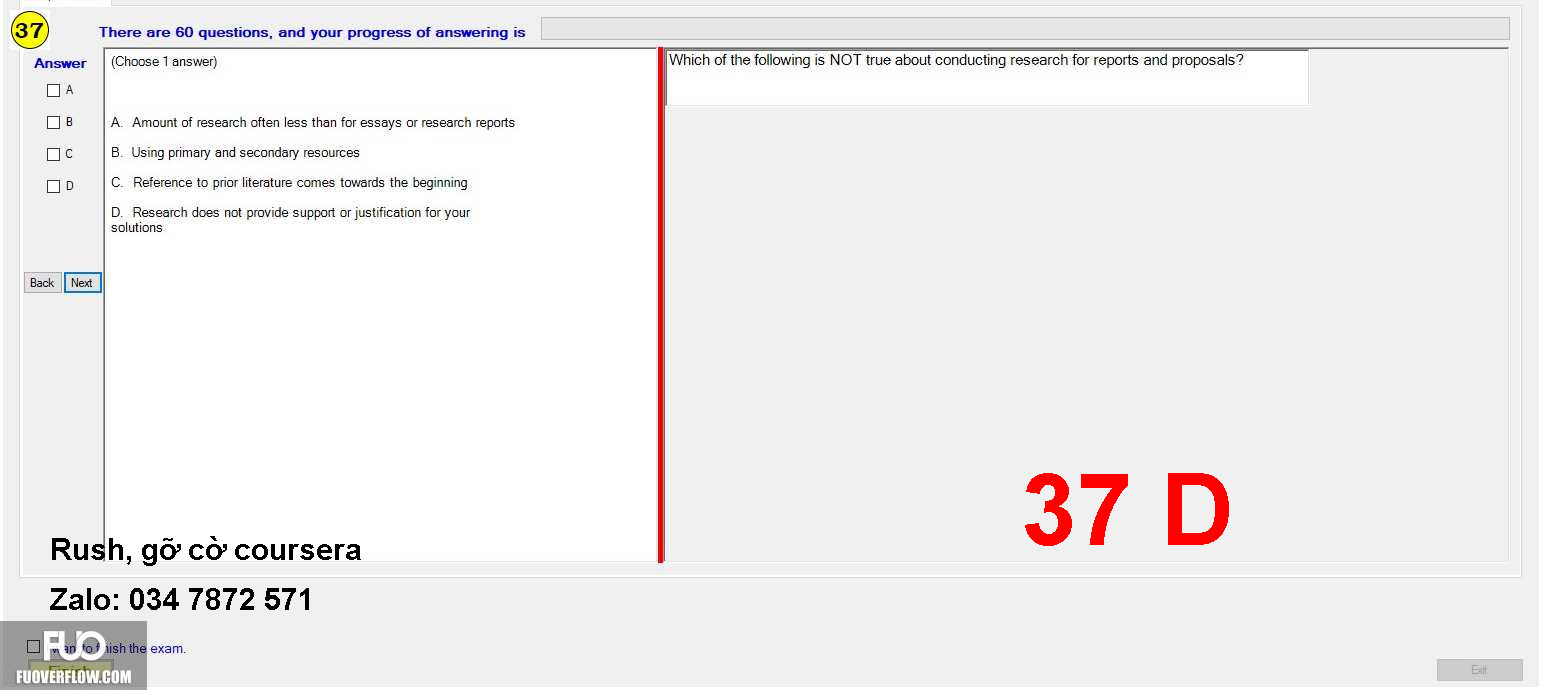 37
There are 60 questions, and your progress of answering is
Answer
(Choose 1 answer)
Which of the following is NOT true about conducting research for reports and proposals?
A
B
C
D
A. Amount of research often less than for essays or research reports
B. Using primary and secondary resources
C. Reference to prior literature comes towards the beginning
D. Research does not provide support or justification for your
solutions
Back
Next
37 D
Rush, gỡ cờ coursera
Zalo: 034 7872 571
want to finish the exam.
Finish
FUO
FUOVERFLOW.COM
Exit